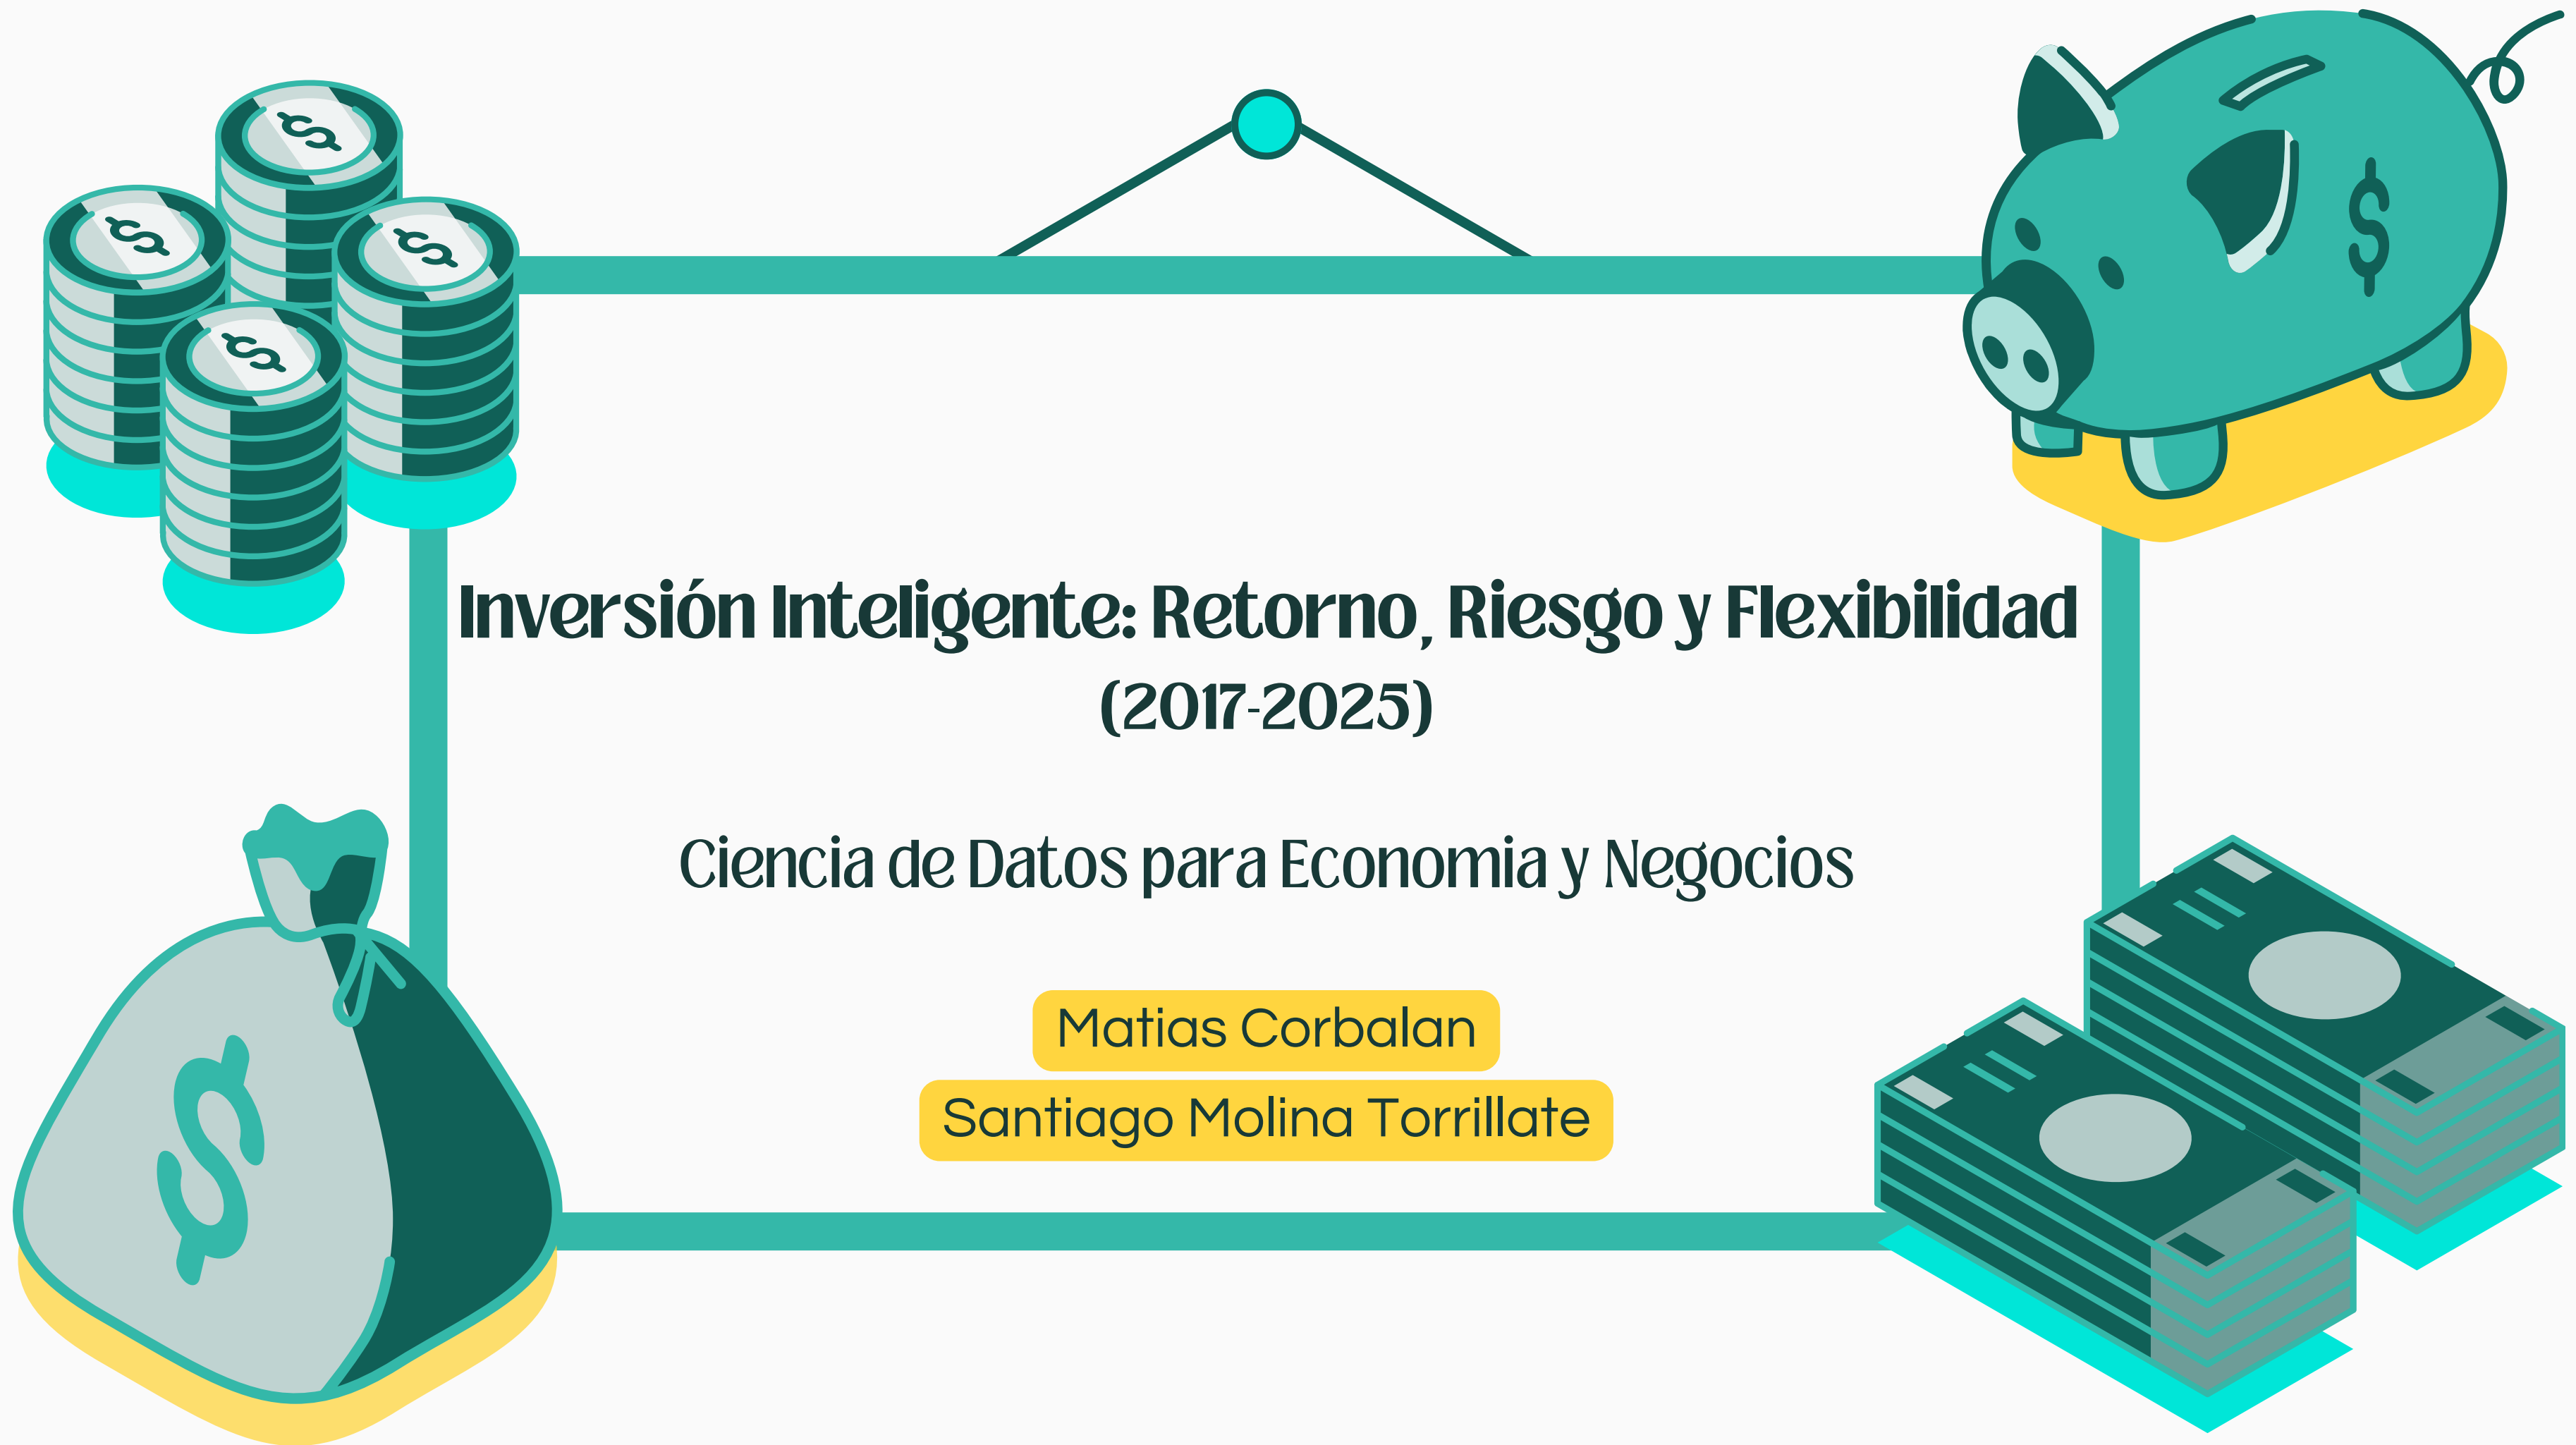 Inversión Inteligente: Retorno, Riesgo y Flexibilidad
(2017-2025)
Ciencia de Datos para Economia y Negocios
Matias Corbalan
Santiago Molina Torrillate